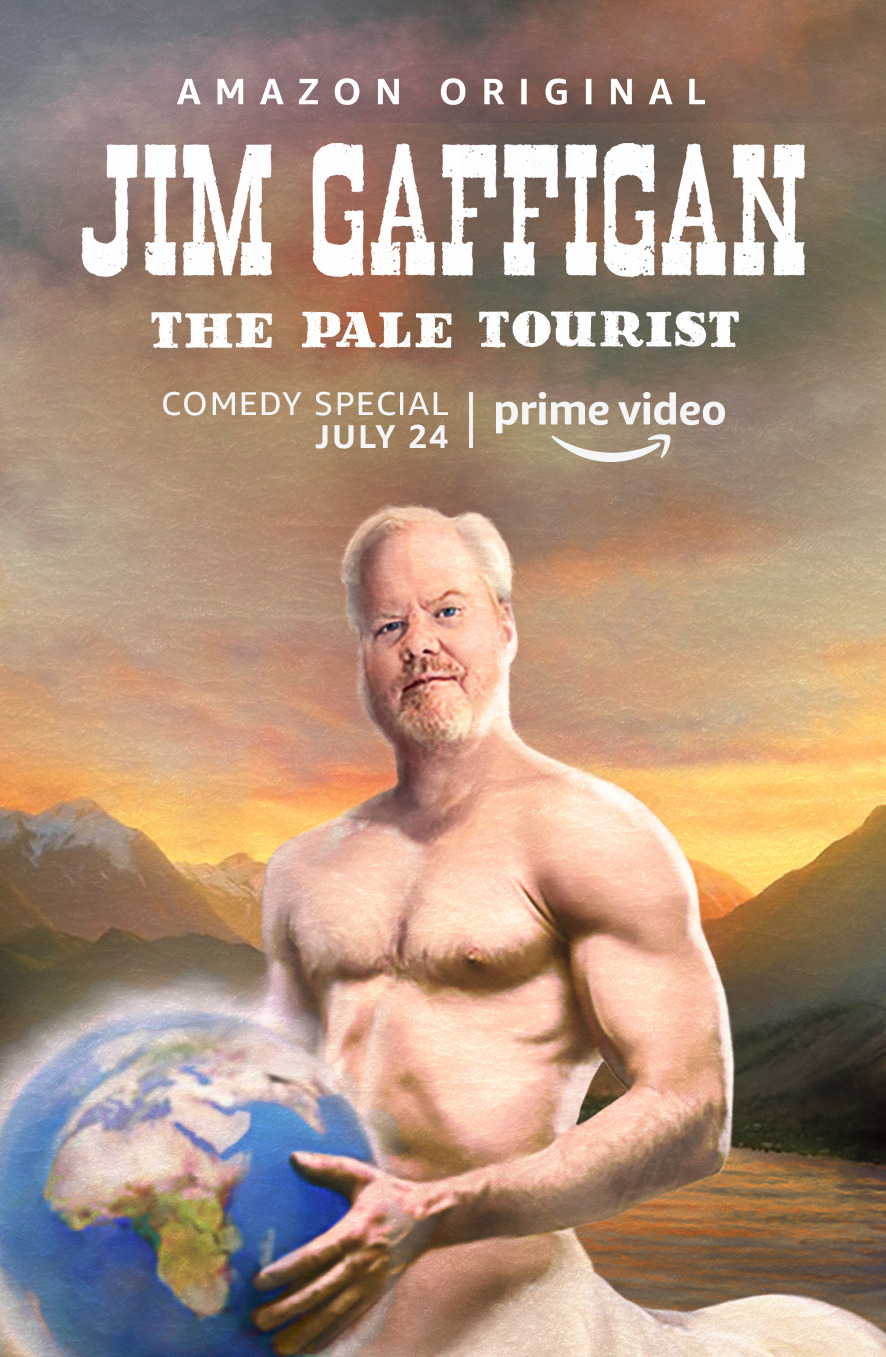 AMAZON ORIGINAL
JIM GAFFIGAN
THE PALE TOURIST
COMEDY SPECIAL
JULY 24
prime video